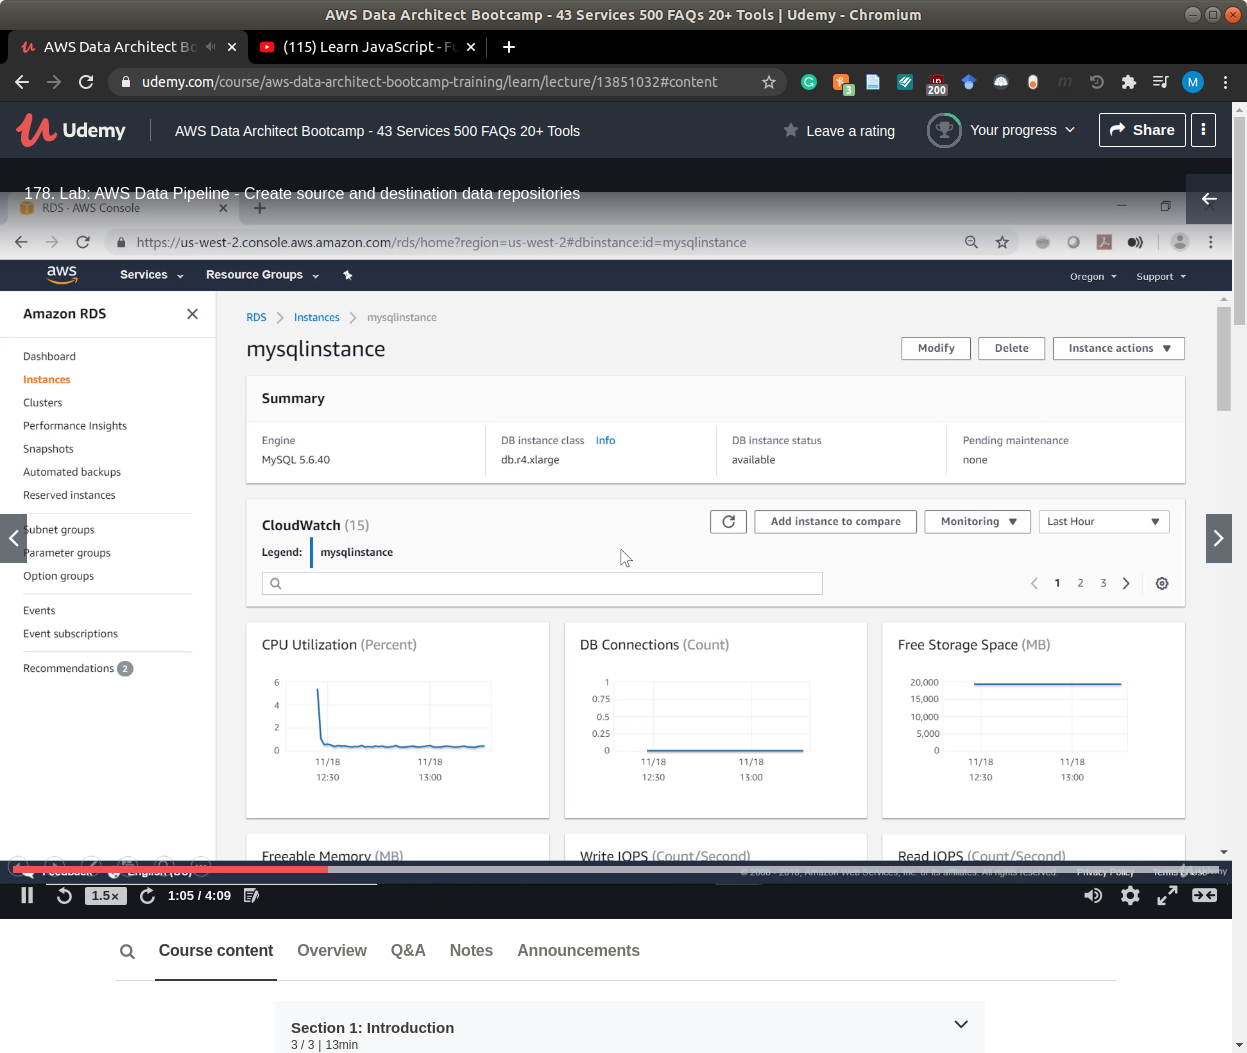 AWS Data Architect Bootcamp - 43 Services 500 FAQs 20+ Tools | Udemy - Chromium
AWS Data Architect Bo
(115) Learn JavaScript - Fu
udemy.com/course/aws-data-architect-bootcamp-training/learn/lecture/13851032#content
3
200
M
Udemy
AWS Data Architect Bootcamp - 43 Services 500 FAQs 20+ Tools
Leave a rating
Your progress
Share
178. Lab: AWS Data Pipeline - Create source and destination data repositories
RDS - AWS Console
https://us-west-2.console.aws.amazon.com/rds/home?region=us-west-2#dbinstance:id=mysqlinstance
aws
Services
Resource Groups
Oregon
Support
Amazon RDS
Dashboard
Instances
Clusters
Performance Insights
Snapshots
Automated backups
Reserved instances
Subnet groups
Parameter groups
Option groups
Events
Event subscriptions
Recommendations 2
RDS
Instances
mysqlinstance
mysqlinstance
Modify
Delete
Instance actions
Summary
Engine
MySQL 5.6.40
DB instance class Info
db.r4.xlarge
DB instance status
available
Pending maintenance
none
CloudWatch (15)
Add instance to compare
Monitoring
Last Hour
Legend: mysqlinstance
1 2 3
CPU Utilization (Percent)
6
4
2
0
11/18 11/18
12:30 13:00
DB Connections (Count)
1
0.75
0.5
0.25
0
11/18 11/18
12:30 13:00
Free Storage Space (MB)
20,000
15,000
10,000
5,000
0
11/18 11/18
12:30 13:00
Freeable Memory (MB)
Write IOPS (Count/Second)
Read IOPS (Count/Second)
Feedback
English (US)
Privacy Policy
1.5×
1:05 / 4:09
Course content
Overview
Q&A
Notes
Announcements
Section 1: Introduction
3 / 3 | 13min